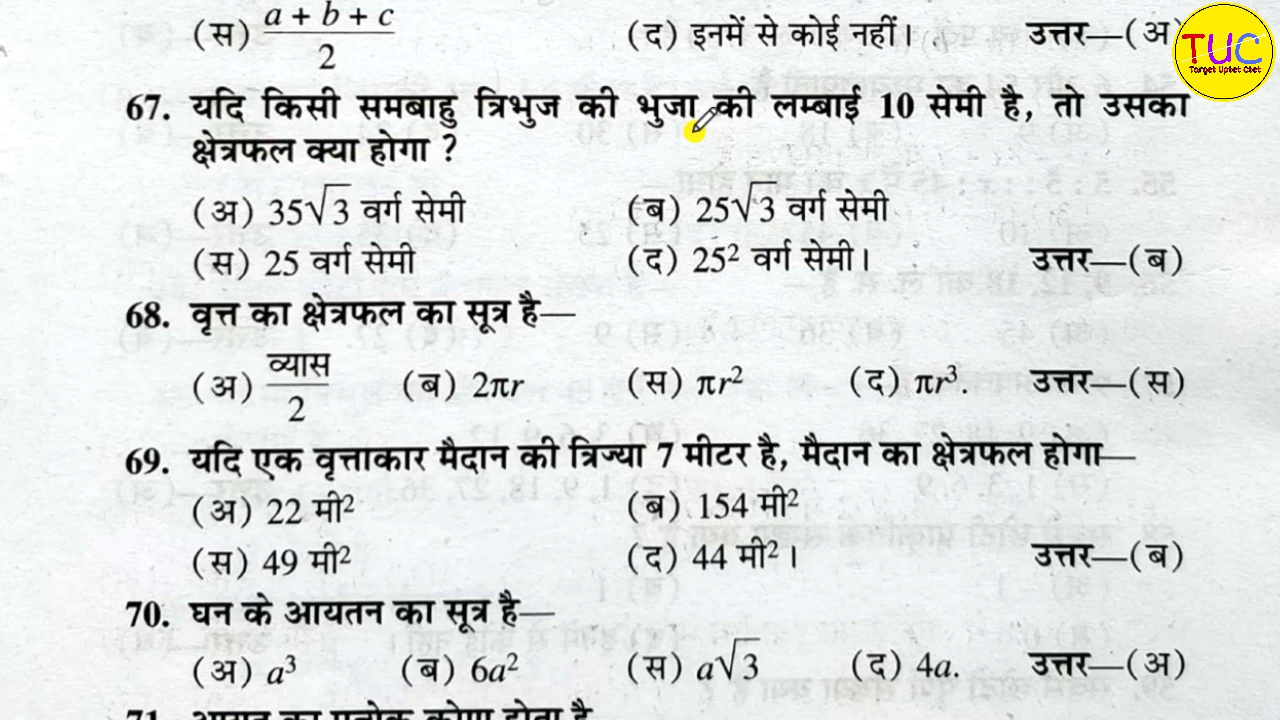 (स) a + b + c / 2 (द) इनमें से कोई नहीं। उत्तर—(अ)
TUC
Target Uptet Ctet
67. यदि किसी समबाहु त्रिभुज की भुजा की लम्बाई 10 सेमी है, तो उसका
क्षेत्रफल क्या होगा ?
(अ) 35√3 वर्ग सेमी (ब) 25√3 वर्ग सेमी
(स) 25 वर्ग सेमी (द) 25² वर्ग सेमी। उत्तर—(ब)
68. वृत्त का क्षेत्रफल का सूत्र है—
(अ) व्यास / 2 (ब) 2πr (स) πr² (द) πr³. उत्तर—(स)
69. यदि एक वृत्ताकार मैदान की त्रिज्या 7 मीटर है, मैदान का क्षेत्रफल होगा—
(अ) 22 मी² (ब) 154 मी²
(स) 49 मी² (द) 44 मी²। उत्तर—(ब)
70. घन के आयतन का सूत्र है—
(अ) a³ (ब) 6a² (स) a√3 (द) 4a. उत्तर—(अ)